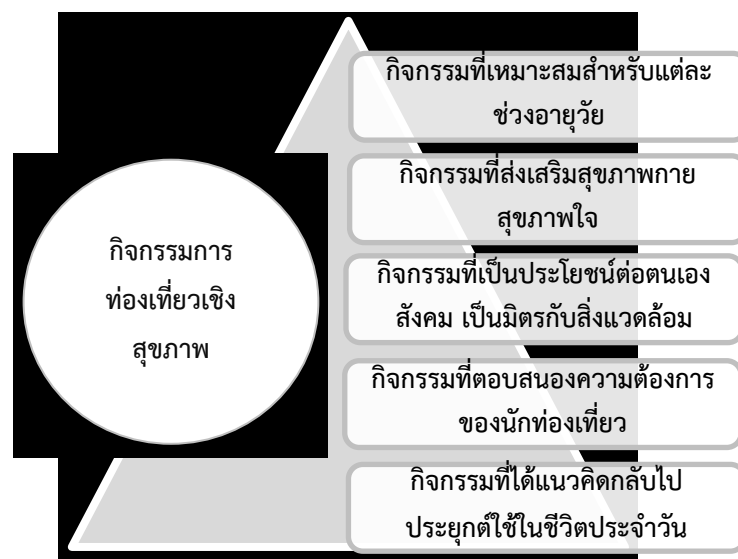 กิจกรรมที่เหมาะสมสำหรับแต่ละ
ช่วงอายุวัย
กิจกรรมที่ส่งเสริมสุขภาพกาย
สุขภาพใจ
กิจกรรมการ
ท่องเที่ยวเชิง
สุขภาพ
กิจกรรมที่เป็นประโยชน์ต่อตนเอง
สังคม เป็นมิตรกับสิ่งแวดล้อม
กิจกรรมที่ตอบสนองความต้องการ
ของนักท่องเที่ยว
กิจกรรมที่ได้แนวคิดกลับไป
ประยุกต์ใช้ในชีวิตประจำวัน